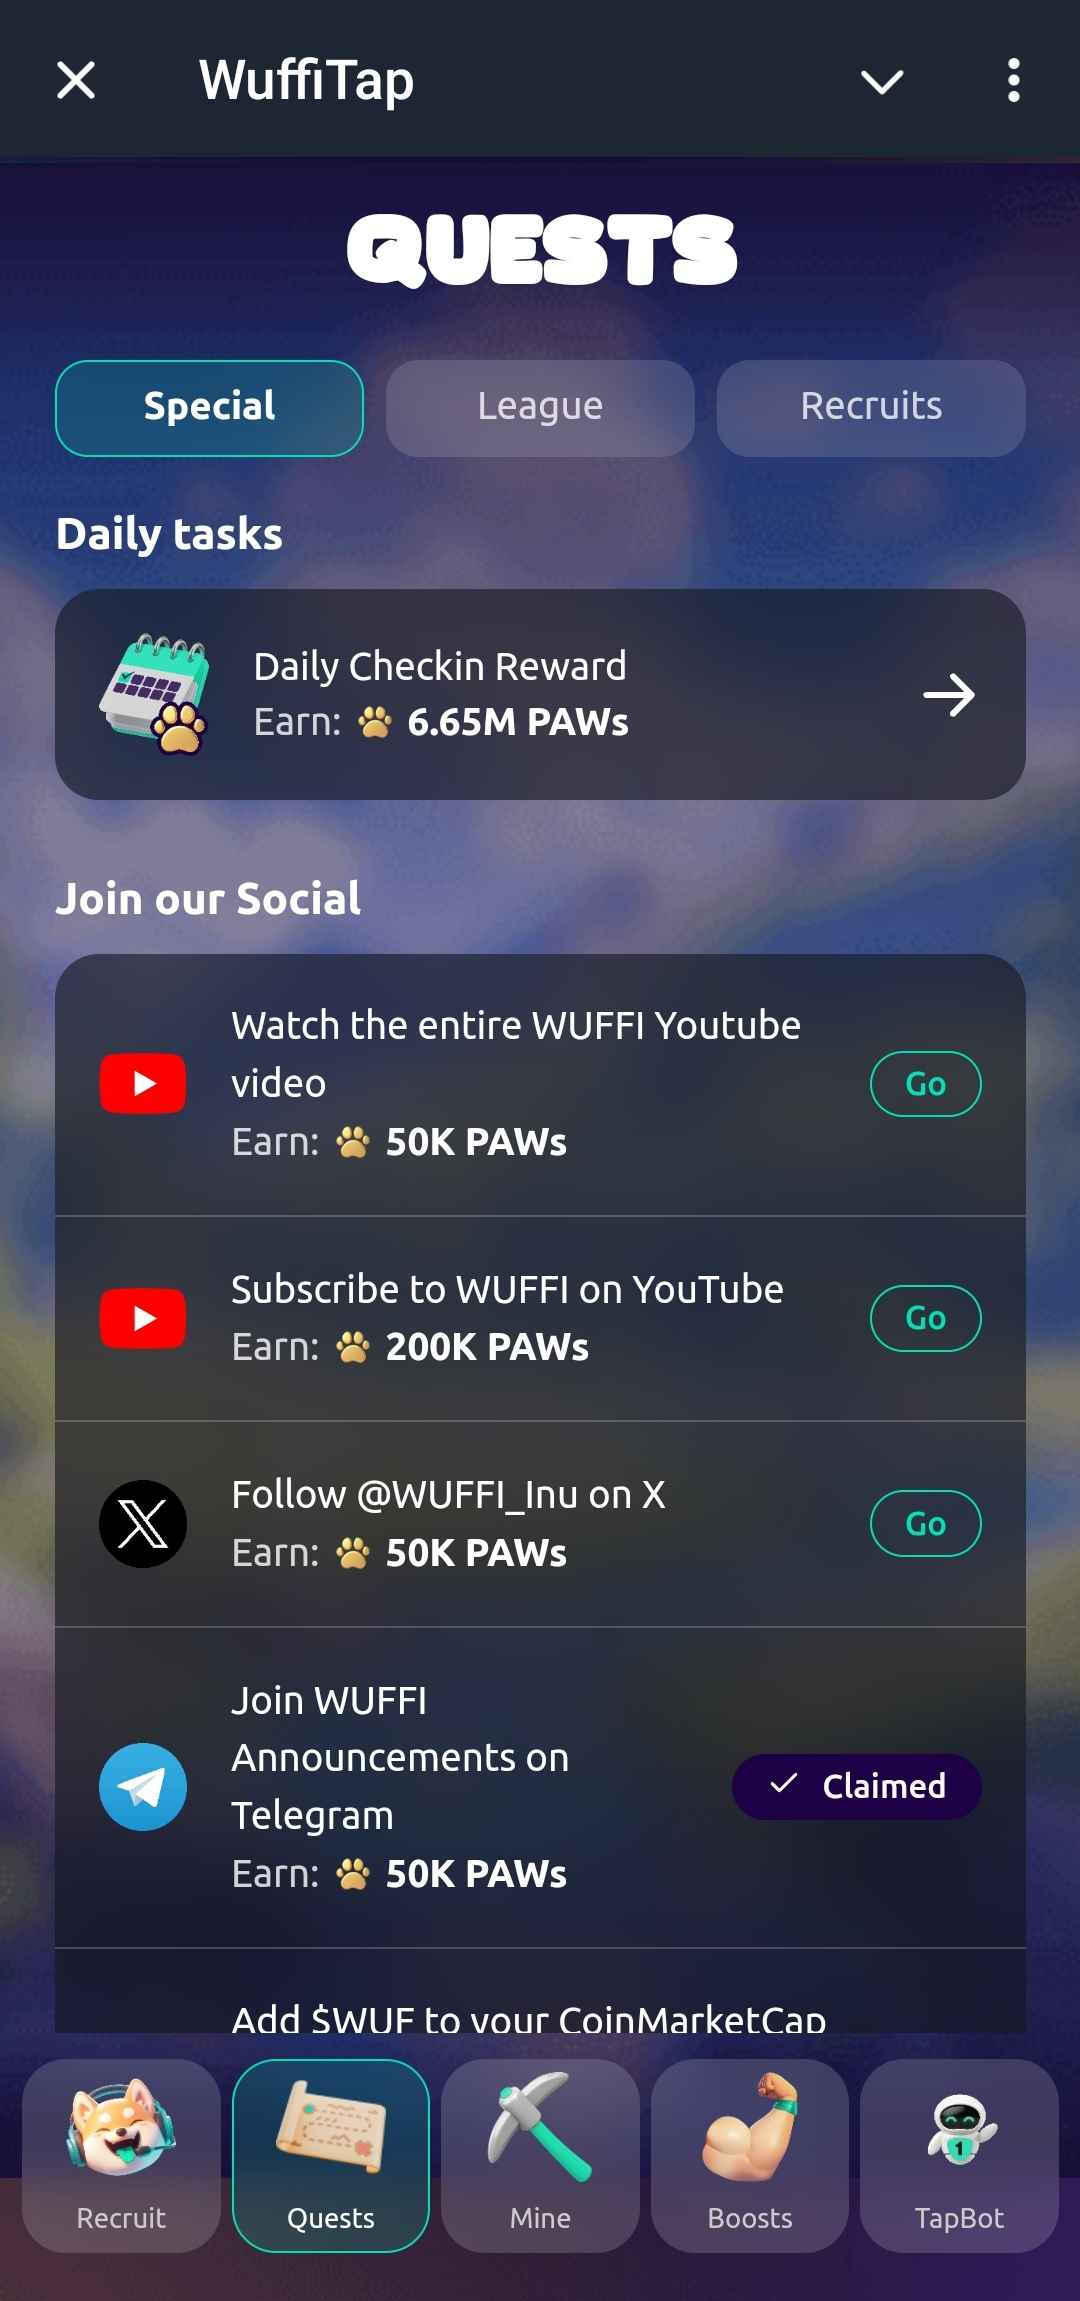 WuffiTap
QUESTS
Special
League
Recruits
Daily tasks
Daily Checkin Reward
Earn: 6.65M PAWs
Join our Social
Watch the entire WUFFI Youtube
video
Earn: 50K PAWs
Go
Subscribe to WUFFI on YouTube
Earn: 200K PAWs
Go
Follow @WUFFI_Inu on X
Earn: 50K PAWs
Go
Join WUFFI
Announcements on
Telegram
Earn: 50K PAWs
Claimed
Add $WUF to your CoinMarketCap
1
Recruit
Quests
Mine
Boosts
TapBot